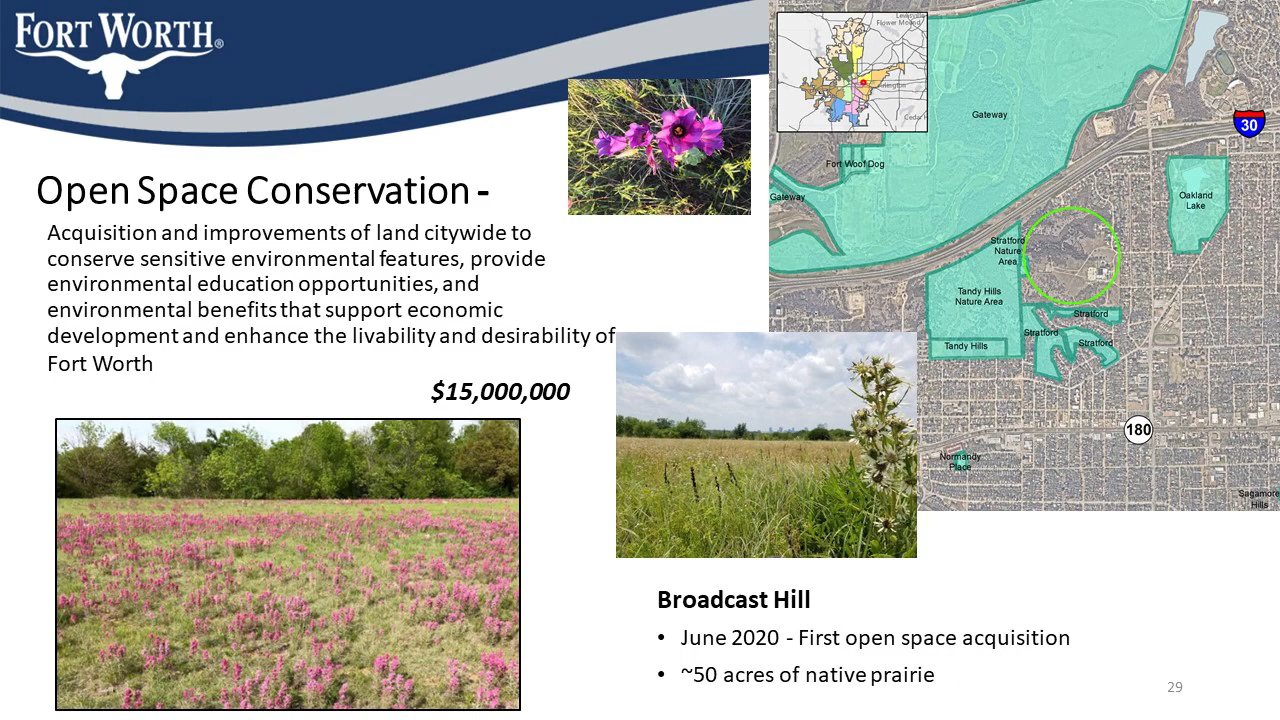 FORT WORTH®
Open Space Conservation -
Acquisition and improvements of land citywide to
conserve sensitive environmental features, provide
environmental education opportunities, and
environmental benefits that support economic
development and enhance the livability and desirability of
Fort Worth
$15,000,000
Lewisville
Flower Mound
Gateway
30
Fort Woof Dog
Gateway
Oakland
Lake
Stratford
Nature
Area
Tandy Hills
Nature Area
Stratford
Stratford
Stratford
Tandy Hills
180
Normandy
Place
Sagamore
Hills
Broadcast Hill
• June 2020 - First open space acquisition
• ~50 acres of native prairie
29